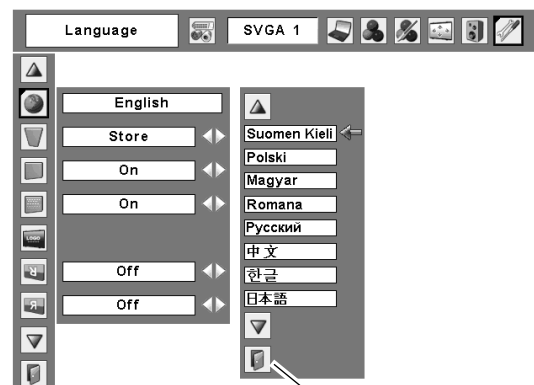 Language
SVGA 1
English
Store
On
On
Off
Off
Suomen Kieli
Polski
Magyar
Romana
Русский
中文
한글
日本語
LOGO
R
R